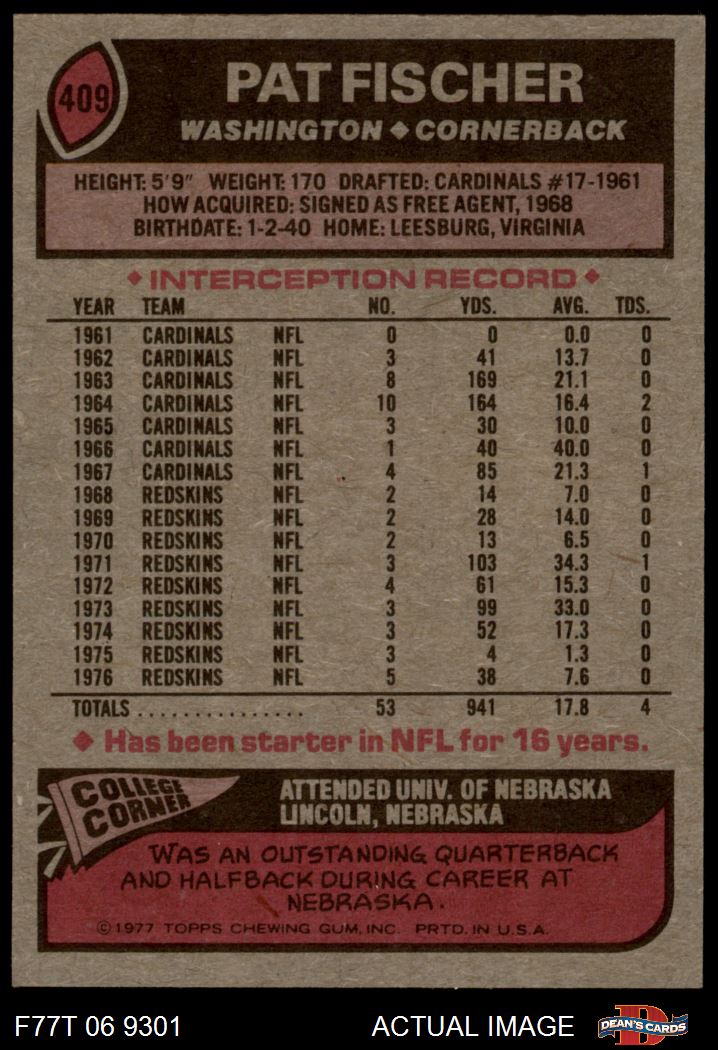 409
PAT FISCHER
WASHINGTON ◆ CORNERBACK
HEIGHT: 5'9" WEIGHT: 170 DRAFTED: CARDINALS #17-1961
HOW ACQUIRED: SIGNED AS FREE AGENT, 1968
BIRTHDATE: 1-2-40 HOME: LEESBURG, VIRGINIA
◆ INTERCEPTION RECORD ◆
YEAR TEAM NO. YDS. AVG. TDS.
1961 CARDINALS NFL 0 0 0.0 0
1962 CARDINALS NFL 3 41 13.7 0
1963 CARDINALS NFL 8 169 21.1 0
1964 CARDINALS NFL 10 164 16.4 2
1965 CARDINALS NFL 3 30 10.0 0
1966 CARDINALS NFL 1 40 40.0 0
1967 CARDINALS NFL 4 85 21.3 1
1968 REDSKINS NFL 2 14 7.0 0
1969 REDSKINS NFL 2 28 14.0 0
1970 REDSKINS NFL 2 13 6.5 0
1971 REDSKINS NFL 3 103 34.3 1
1972 REDSKINS NFL 4 61 15.3 0
1973 REDSKINS NFL 3 99 33.0 0
1974 REDSKINS NFL 3 52 17.3 0
1975 REDSKINS NFL 3 4 1.3 0
1976 REDSKINS NFL 5 38 7.6 0
TOTALS ................ 53 941 17.8 4
◆ Has been starter in NFL for 16 years.
COLLEGE
CORNER
ATTENDED UNIV. OF NEBRASKA
LINCOLN, NEBRASKA
WAS AN OUTSTANDING QUARTERBACK
AND HALFBACK DURING CAREER AT
NEBRASKA.
©1977 TOPPS CHEWING GUM, INC. PRTD. IN U.S.A.
F77T 06 9301 ACTUAL IMAGE
D
DEAN'S CARDS